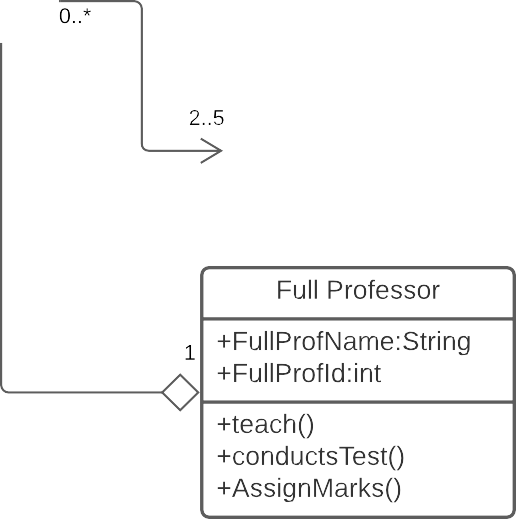 0..*
2..5
Full Professor
1
+FullProfName:String
+FullProfId:int
+teach()
+conductsTest()
+AssignMarks()